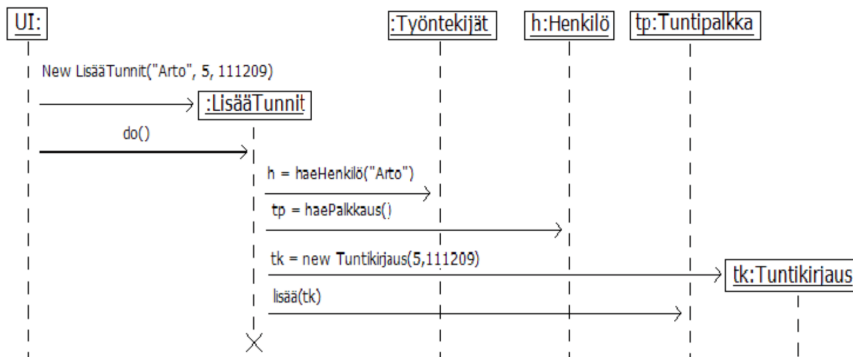 UI:
:Työntekijät
h:Henkilö
tp:Tuntipalkka
New LisääTunnit("Arto", 5, 111209)
:LisääTunnit
do()
h = haeHenkilö("Arto")
tp = haePalkkaus()
tk = new Tuntikirjaus(5,111209)
tk:Tuntikirjaus
lisää(tk)